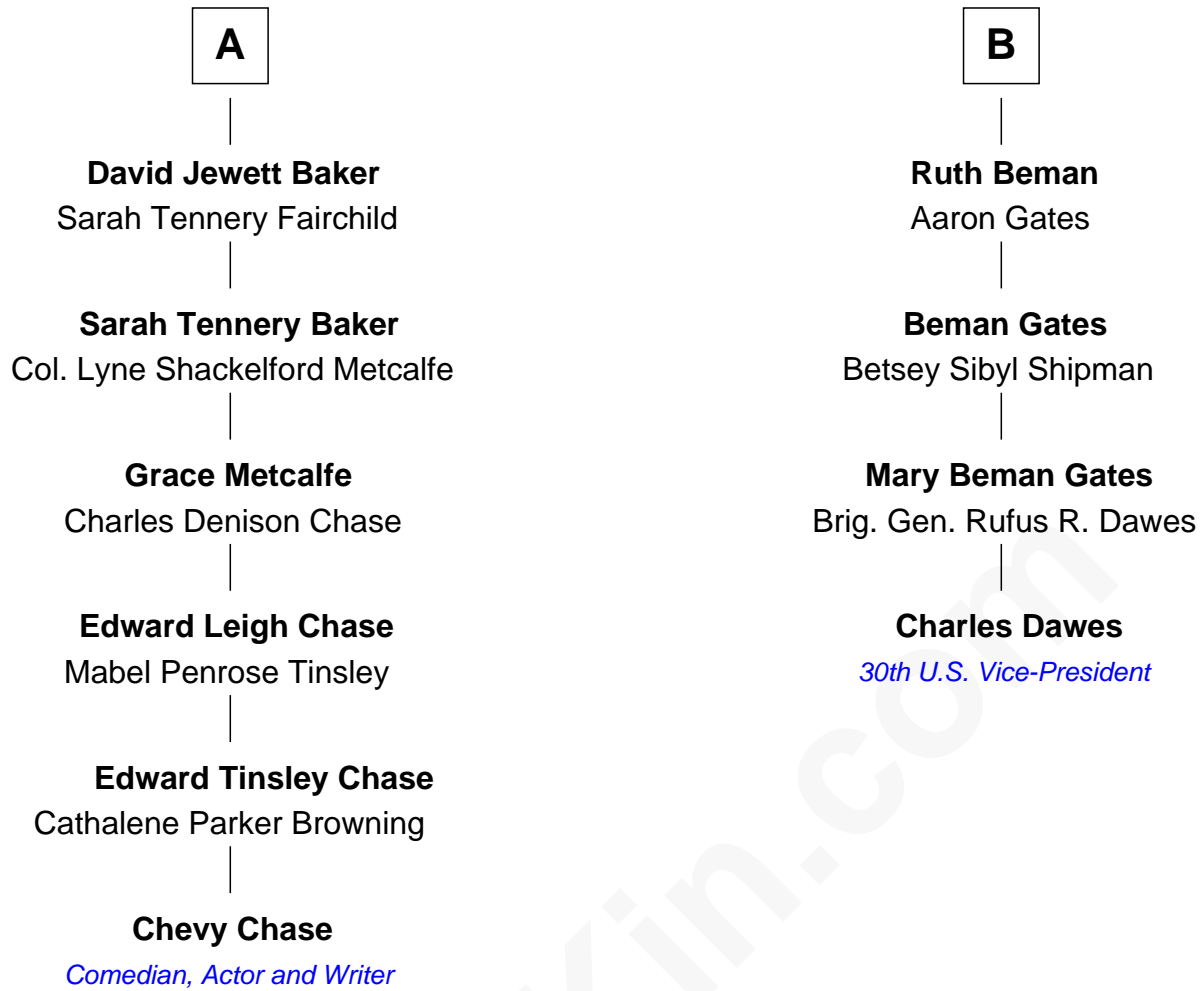 A
David Jewett Baker
Sarah Tennery Fairchild
Sarah Tennery Baker
Col. Lyne Shackelford Metcalfe
Grace Metcalfe
Charles Denison Chase
Edward Leigh Chase
Mabel Penrose Tinsley
Edward Tinsley Chase
Cathalene Parker Browning
Chevy Chase
Comedian, Actor and Writer
B
Ruth Beman
Aaron Gates
Beman Gates
Betsey Sibyl Shipman
Mary Beman Gates
Brig. Gen. Rufus R. Dawes
Charles Dawes
30th U.S. Vice-President
Kin.com